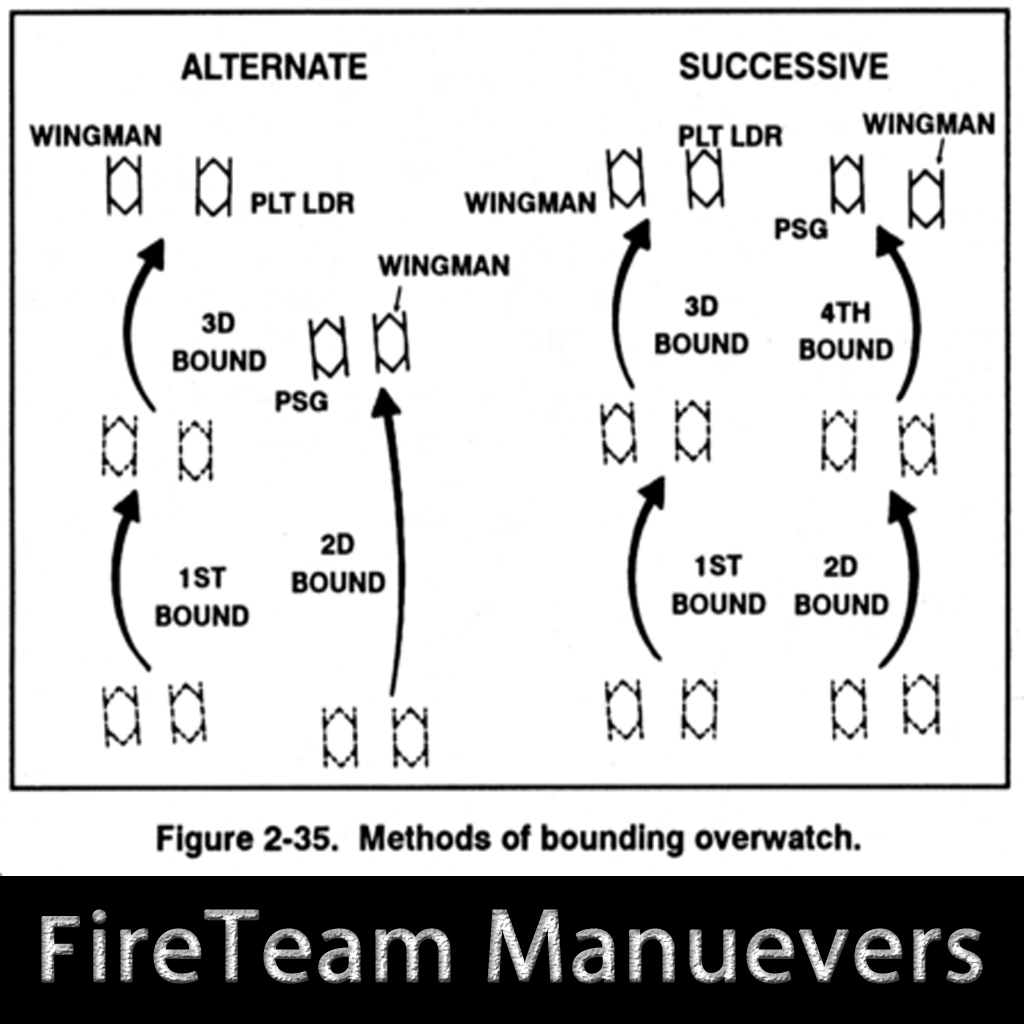 ALTERNATE
WINGMAN
PLT LDR
WINGMAN
3D
BOUND
PSG
2D
BOUND
1ST
BOUND
SUCCESSIVE
WINGMAN
PLT LDR
WINGMAN
PSG
3D
BOUND
4TH
BOUND
1ST
BOUND
2D
BOUND
Figure 2-35. Methods of bounding overwatch.
FireTeam Manuevers